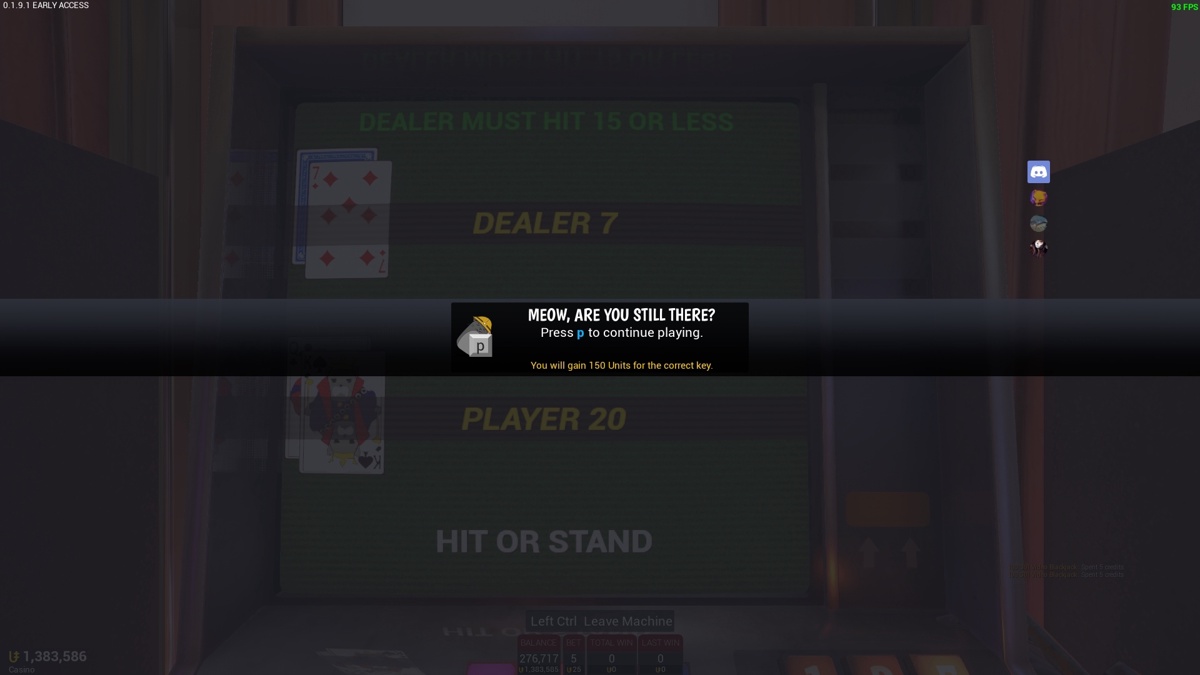 0.1.9.1 EARLY ACCESS
93 FPS
DEALER MUST HIT 15 OR LESS
7
7
DEALER 7
MEOW, ARE YOU STILL THERE?
Press p to continue playing.
p
You will gain 150 Units for the correct key.
PLAYER 20
K
HIT OR STAND
Left Ctrl Leave Machine
BALANCE BET TOTAL WIN LAST WIN
276,717 5 0 0
1,383,586
Casino